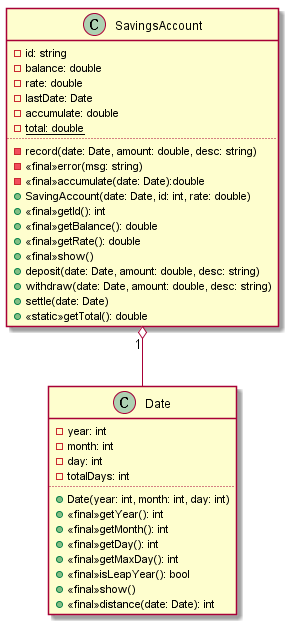 C SavingsAccount
id: string
balance: double
rate: double
lastDate: Date
accumulate: double
total: double
record(date: Date, amount: double, desc: string)
«final»error(msg: string)
«final»accumulate(date: Date):double
SavingAccount(date: Date, id: int, rate: double)
«final»getId(): int
«final»getBalance(): double
«final»getRate(): double
«final»show()
deposit(date: Date, amount: double, desc: string)
withdraw(date: Date, amount: double, desc: string)
settle(date: Date)
«static»getTotal(): double
1
C Date
year: int
month: int
day: int
totalDays: int
Date(year: int, month: int, day: int)
«final»getYear(): int
«final»getMonth(): int
«final»getDay(): int
«final»getMaxDay(): int
«final»isLeapYear(): bool
«final»show()
«final»distance(date: Date): int